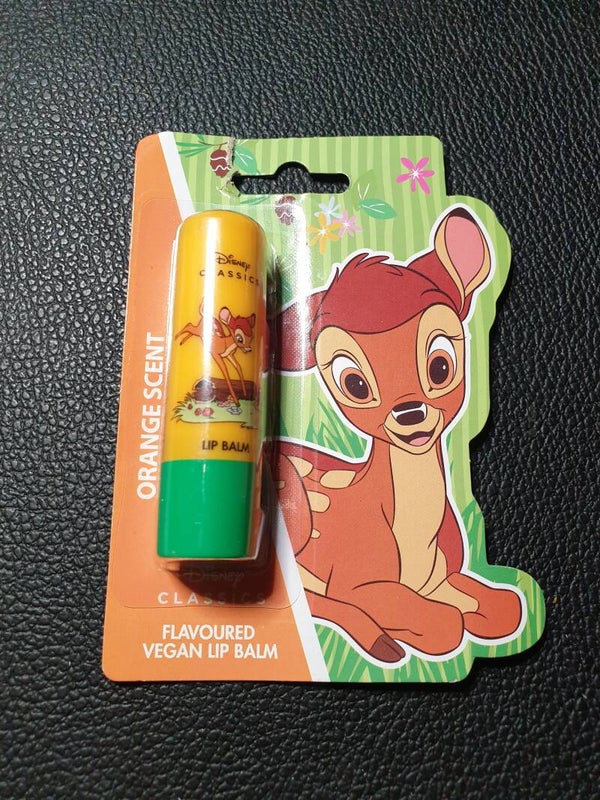 Disney
CLASSICS
LIP BALM
ORANGE SCENT
Disney
CLASSICS
FLAVOURED
VEGAN LIP BALM